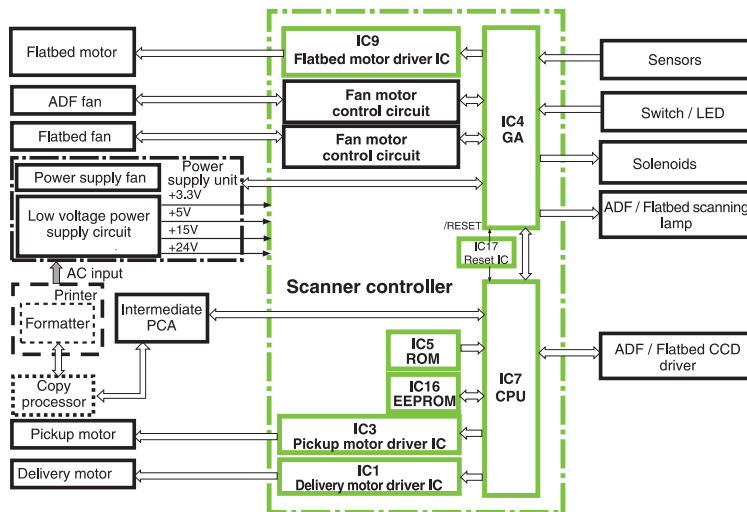 Flatbed motor
ADF fan
Flatbed fan
Power supply fan
Power
supply unit
Low voltage power
supply circuit
+3.3V
+5V
+15V
+24V
AC input
Printer
Formatter
Intermediate
PCA
Copy
processor
Pickup motor
Delivery motor
IC9
Flatbed motor driver IC
Fan motor
control circuit
Fan motor
control circuit
IC4
GA
/RESET
IC17
Reset IC
Scanner controller
IC5
ROM
IC16
EEPROM
IC7
CPU
IC3
Pickup motor driver IC
IC1
Delivery motor driver IC
Sensors
Switch / LED
Solenoids
ADF / Flatbed scanning
lamp
ADF / Flatbed CCD
driver